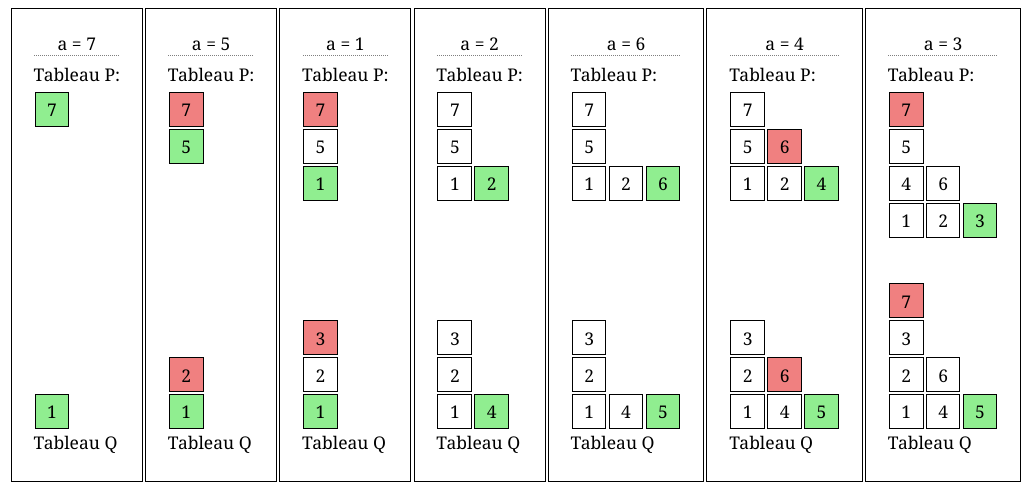 a = 7
Tableau P:
7
1
Tableau Q
a = 5
Tableau P:
7
5
2
1
Tableau Q
a = 1
Tableau P:
7
5
1
3
2
1
Tableau Q
a = 2
Tableau P:
7
5
1 2
3
2
1 4
Tableau Q
a = 6
Tableau P:
7
5
1 2 6
3
2
1 4 5
Tableau Q
a = 4
Tableau P:
7
5 6
1 2 4
3
2 6
1 4 5
Tableau Q
a = 3
Tableau P:
7
5
4 6
1 2 3
7
3
2 6
1 4 5
Tableau Q